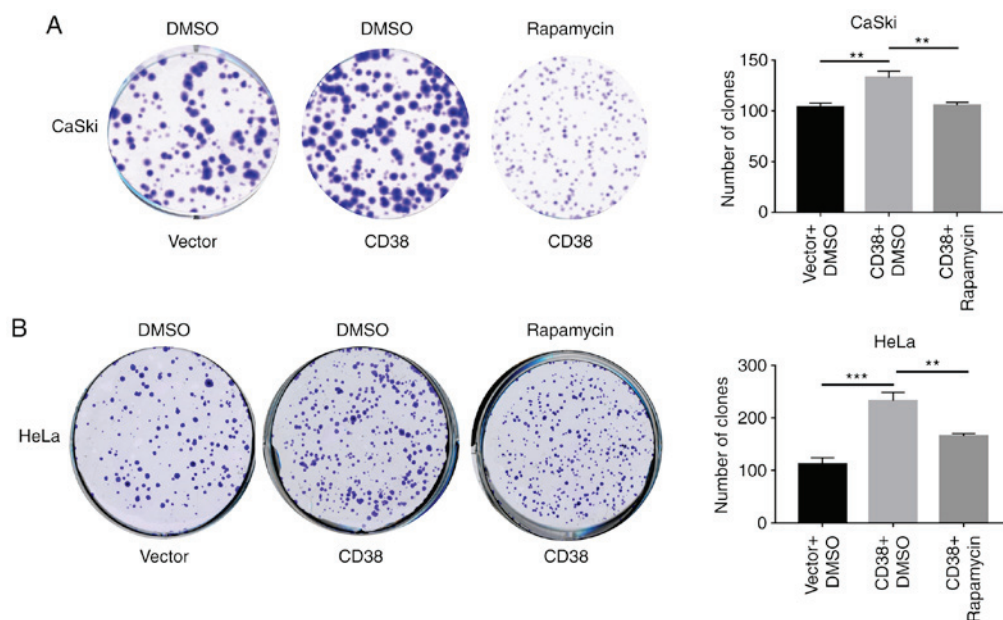 A
DMSO
DMSO
Rapamycin
CaSki
Vector
CD38
CD38
CaSki
**
**
150
100
50
0
Number of clones
Vector+
DMSO
CD38+
DMSO
CD38+
Rapamycin
B
DMSO
DMSO
Rapamycin
HeLa
Vector
CD38
CD38
HeLa
***
**
300
200
100
0
Number of clones
Vector+
DMSO
CD38+
DMSO
CD38+
Rapamycin